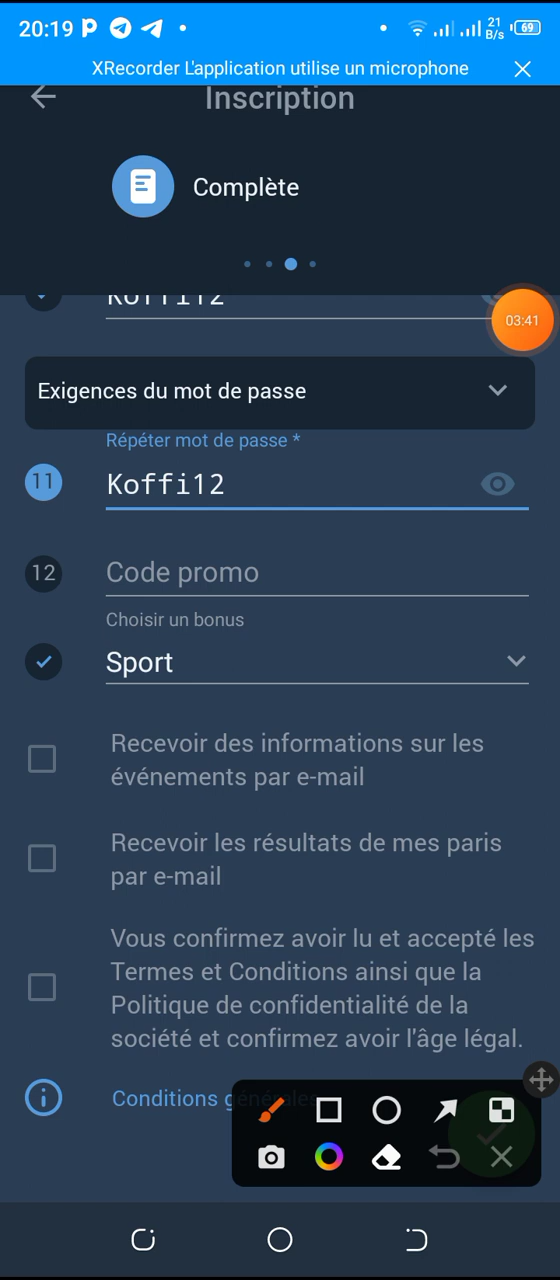 20:19
21
B/s
69
XRecorder L'application utilise un microphone
Inscription
Complète
Koffi12
03:41
Exigences du mot de passe
Répéter mot de passe *
11
Koffi12
12
Code promo
Choisir un bonus
Sport
Recevoir des informations sur les
événements par e-mail
Recevoir les résultats de mes paris
par e-mail
Vous confirmez avoir lu et accepté les
Termes et Conditions ainsi que la
Politique de confidentialité de la
société et confirmez avoir l'âge légal.
Conditions générales